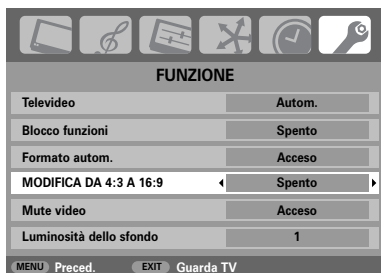 FUNZIONE
Televideo Autom.
Blocco funzioni Spento
Formato autom. Acceso
MODIFICA DA 4:3 A 16:9 Spento
Mute video Acceso
Luminosità dello sfondo 1
MENU Preced. EXIT Guarda TV